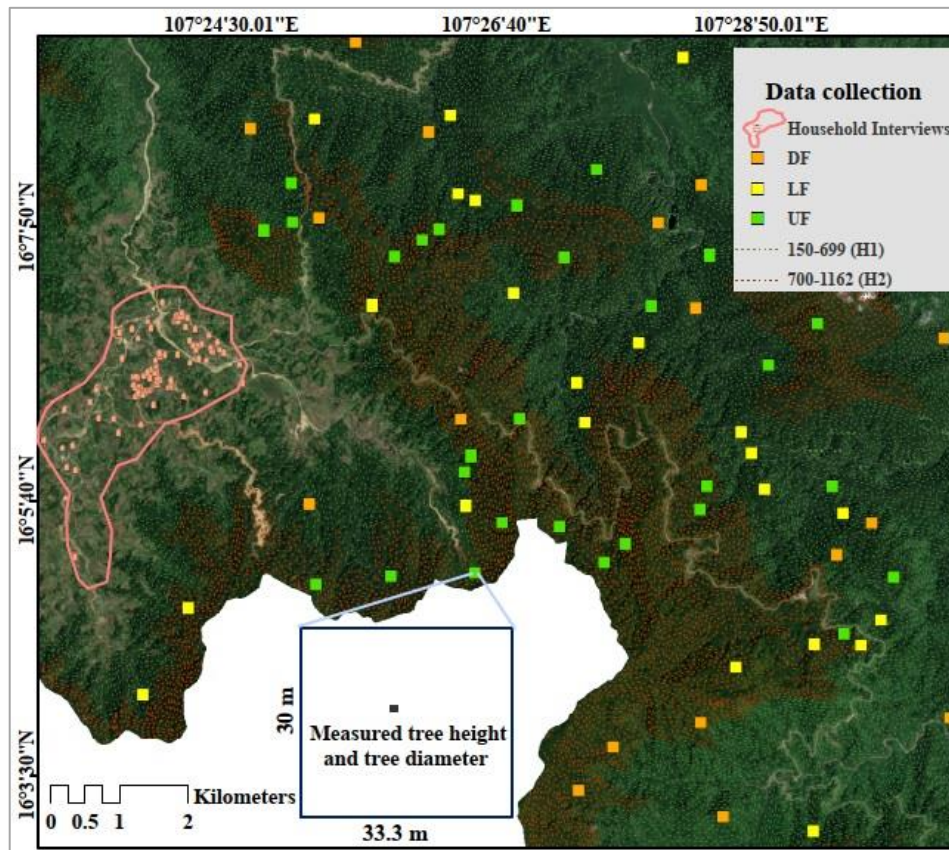 107°24'30.01"E 107°26'40"E 107°28'50.01"E
Data collection
Household Interviews
DF
LF
UF
150-699 (H1)
700-1162 (H2)
16°7'50"N
16°5'40"N
16°3'30"N
30 m
Measured tree height
and tree diameter
33.3 m
Kilometers
0 0.5 1 2